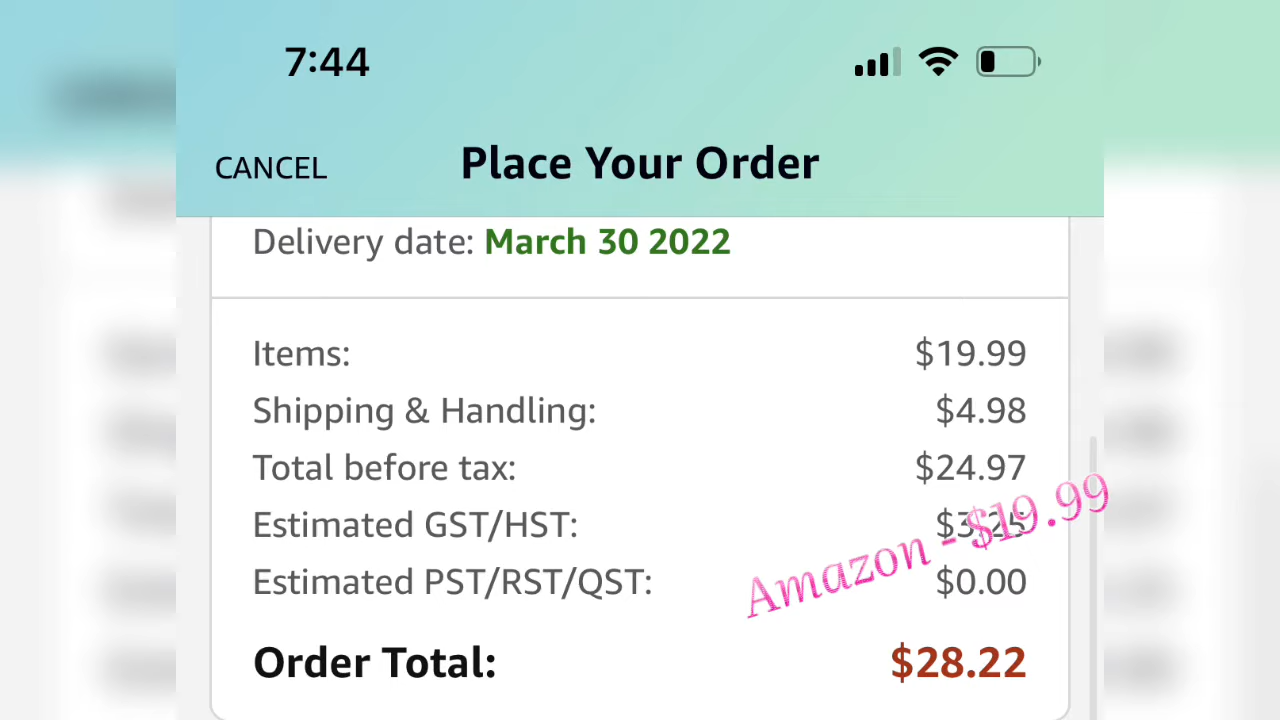 7:44
CANCEL
Place Your Order
Delivery date: March 30 2022
Items: $19.99
Shipping & Handling: $4.98
Total before tax: $24.97
Estimated GST/HST: $3.25
Estimated PST/RST/QST: $0.00
Amazon - $19.99
Order Total: $28.22